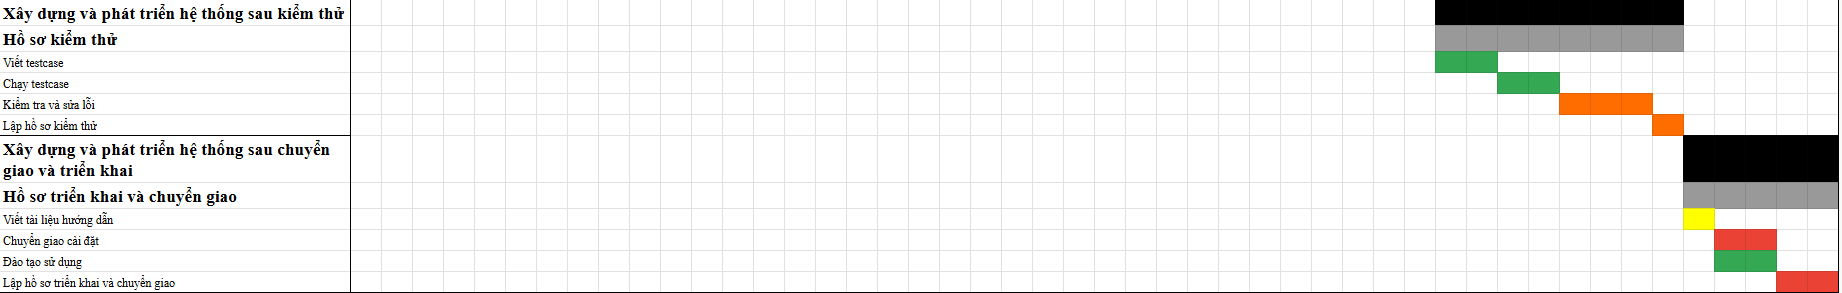 Xây dựng và phát triển hệ thống sau kiểm thử
Hồ sơ kiểm thử
Viết testcase
Chạy testcase
Kiểm tra và sửa lỗi
Lập hồ sơ kiểm thử
Xây dựng và phát triển hệ thống sau chuyển
giao và triển khai
Hồ sơ triển khai và chuyển giao
Viết tài liệu hướng dẫn
Chuyển giao cài đặt
Đào tạo sử dụng
Lập hồ sơ triển khai và chuyển giao